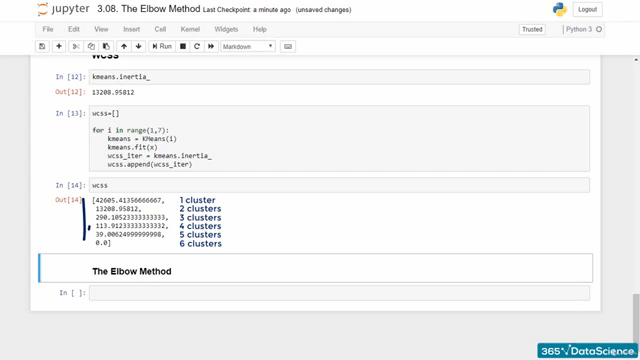 jupyter 3.08. The Elbow Method Last Checkpoint: a minute ago (unsaved changes) Logout
File Edit View Insert Cell Kernel Widgets Help Trusted Python 3
Run Markdown
WCSS
In [12] kmeans.inertia_
Out[12] 13208.95812
In [13] wcss=[]
for i in range(1,7):
kmeans = KMeans(i)
kmeans.fit(x)
wcss_iter = kmeans.inertia_
wcss.append(wcss_iter)
In [14] wcss
Out[14] [42605.41356666667, 1 cluster
13208.95812, 2 clusters
290.10523333333333, 3 clusters
113.91233333333332, 4 clusters
39.00624999999998, 5 clusters
0.0] 6 clusters
The Elbow Method
In [ ]
365 DataScience